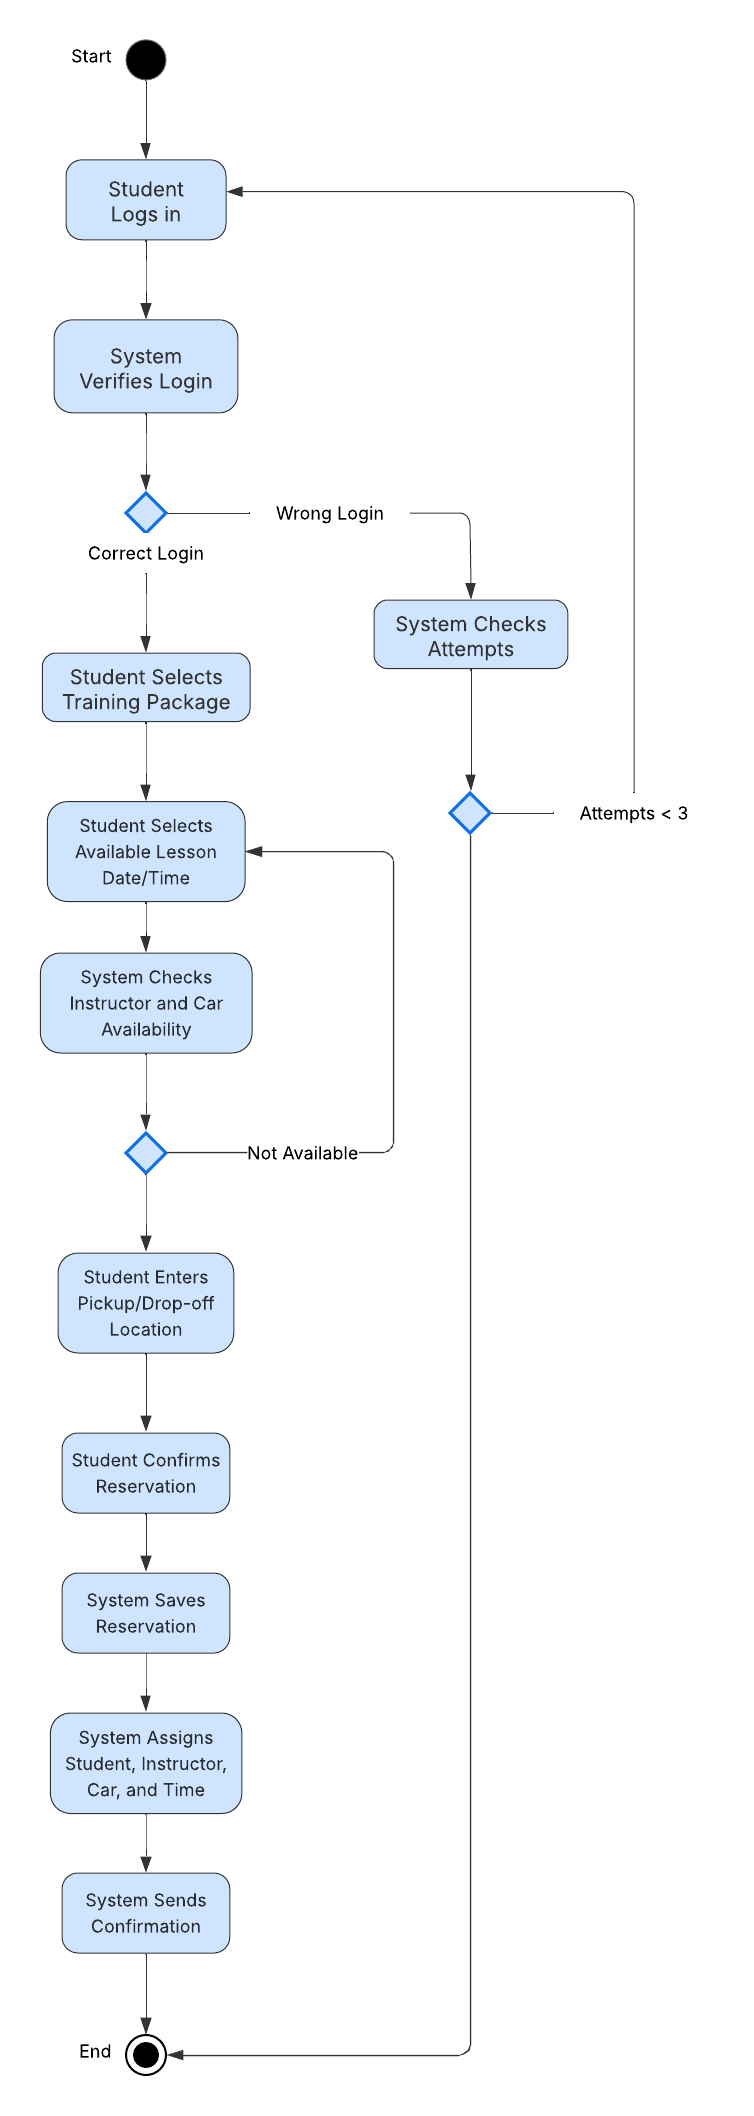 Start
Student
Logs in
System
Verifies Login
Wrong Login
Correct Login
System Checks
Attempts
Student Selects
Training Package
Attempts < 3
Student Selects
Available Lesson
Date/Time
System Checks
Instructor and Car
Availability
Not Available
Student Enters
Pickup/Drop-off
Location
Student Confirms
Reservation
System Saves
Reservation
System Assigns
Student, Instructor,
Car, and Time
System Sends
Confirmation
End